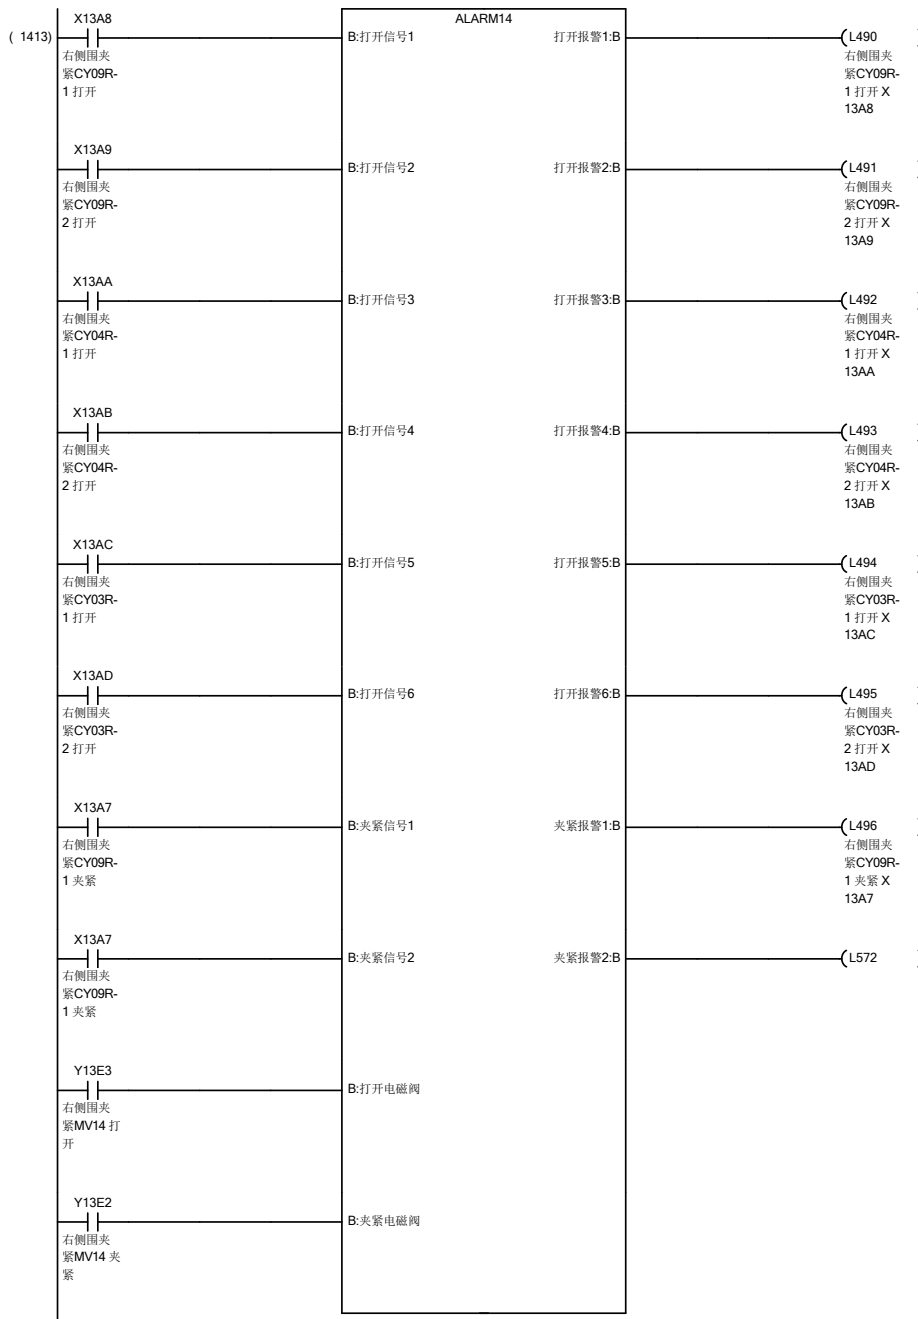 X13A8
ALARM14
( 1413)
B:打开信号1
打开报警1:B
L490
右侧围夹
紧CY09R-
1 打开
右侧围夹
紧CY09R-
1 打开 X
13A8
X13A9
B:打开信号2
打开报警2:B
L491
右侧围夹
紧CY09R-
2 打开
右侧围夹
紧CY09R-
2 打开 X
13A9
X13AA
B:打开信号3
打开报警3:B
L492
右侧围夹
紧CY04R-
1 打开
右侧围夹
紧CY04R-
1 打开 X
13AA
X13AB
B:打开信号4
打开报警4:B
L493
右侧围夹
紧CY04R-
2 打开
右侧围夹
紧CY04R-
2 打开 X
13AB
X13AC
B:打开信号5
打开报警5:B
L494
右侧围夹
紧CY03R-
1 打开
右侧围夹
紧CY03R-
1 打开 X
13AC
X13AD
B:打开信号6
打开报警6:B
L495
右侧围夹
紧CY03R-
2 打开
右侧围夹
紧CY03R-
2 打开 X
13AD
X13A7
B:夹紧信号1
夹紧报警1:B
L496
右侧围夹
紧CY09R-
1 夹紧
右侧围夹
紧CY09R-
1 夹紧 X
13A7
X13A7
B:夹紧信号2
夹紧报警2:B
L572
右侧围夹
紧CY09R-
1 夹紧
Y13E3
B:打开电磁阀
右侧围夹
紧MV14 打
开
Y13E2
B:夹紧电磁阀
右侧围夹
紧MV14 夹
紧